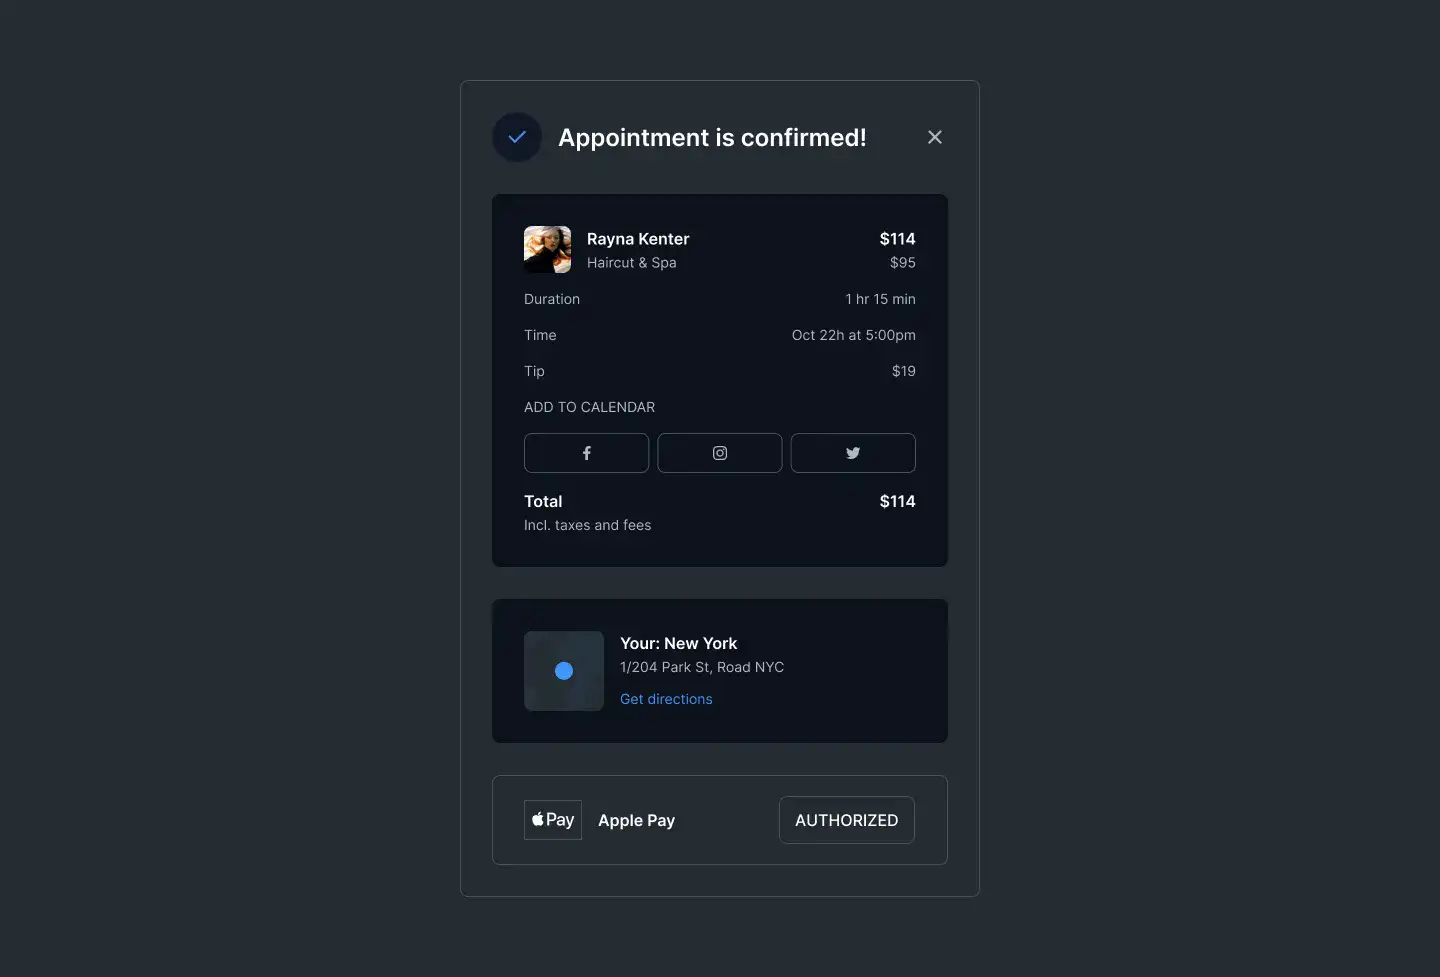 Appointment is confirmed!
Rayna Kenter $114
Haircut & Spa $95
Duration 1 hr 15 min
Time Oct 22h at 5:00pm
Tip $19
ADD TO CALENDAR
Total $114
Incl. taxes and fees
Your: New York
1/204 Park St, Road NYC
Get directions
Pay Apple Pay AUTHORIZED